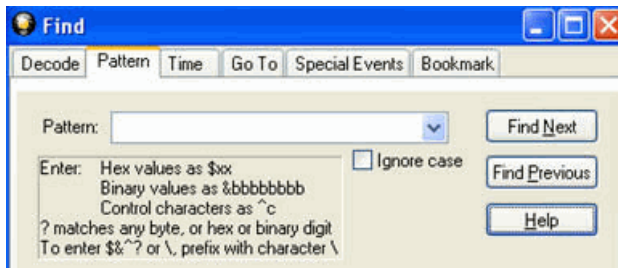 Find
Decode Pattern Time Go To Special Events Bookmark
Pattern: Find Next
Ignore case
Enter: Hex values as $xx
Binary values as &bbbbbbbb
Control characters as ^c
? matches any byte, or hex or binary digit
To enter $&^? or \, prefix with character \
Find Previous
Help